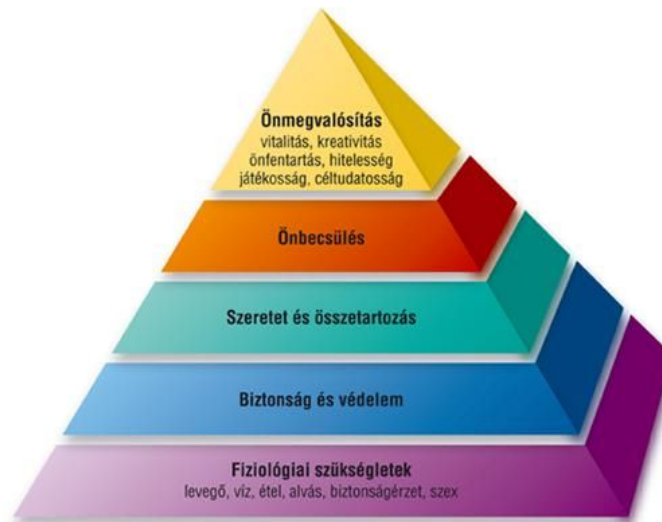 Önmegvalósítás
vitalitás, kreativitás
önfentartás, hitelesség
játékosság, céltudatosság
Önbecsülés
Szeretet és összetartozás
Biztonság és védelem
Fiziológiai szükségletek
levegő, víz, étel, alvás, biztonságérzet, szex